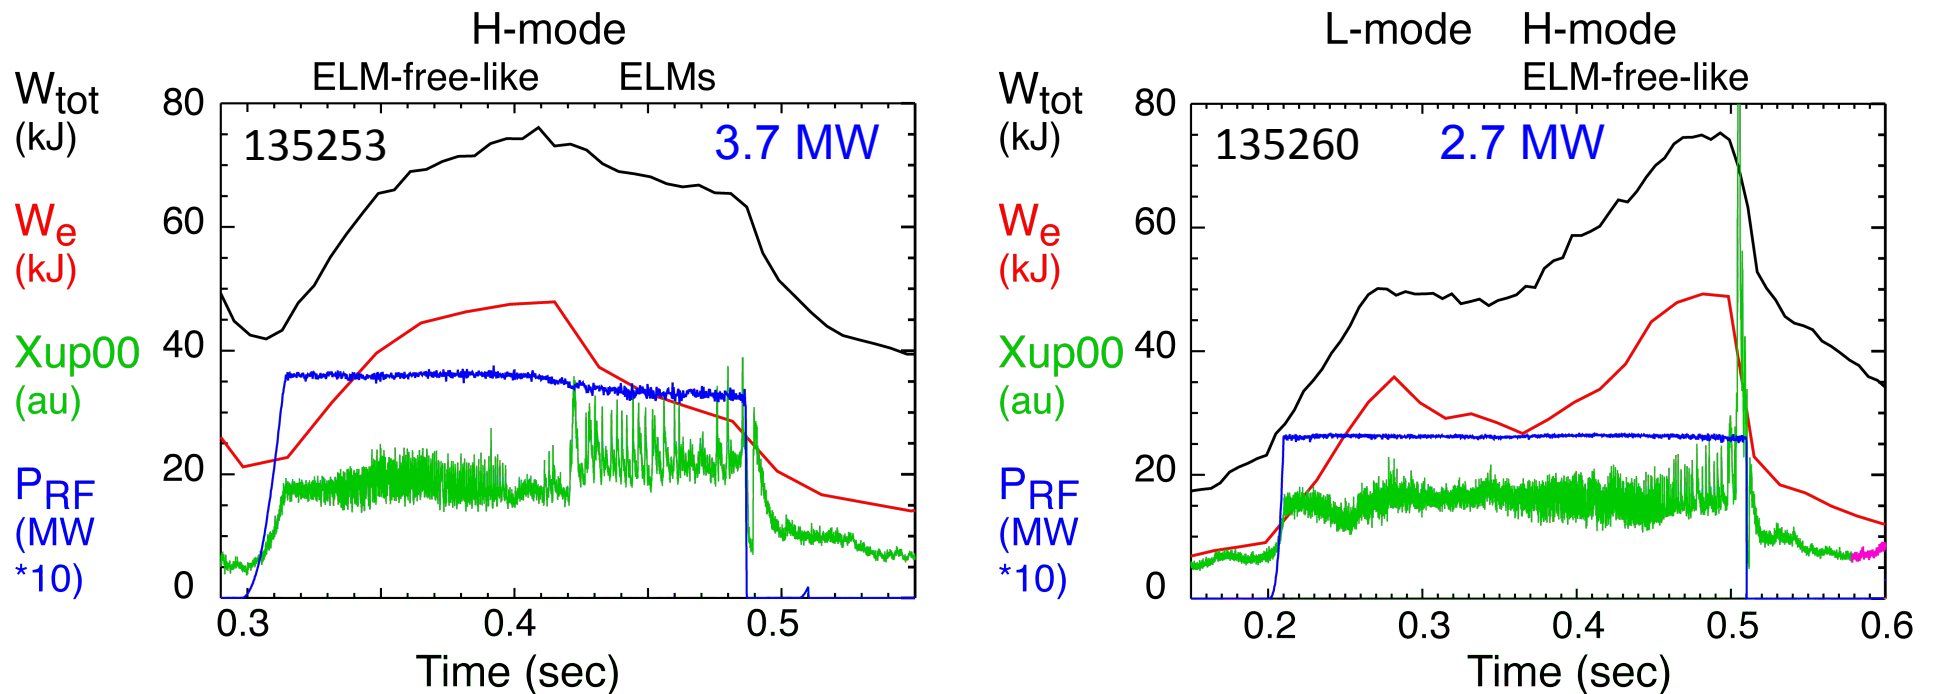 H-mode
ELM-free-like ELMs
Wtot
(kJ)
We
(kJ)
Xup00
(au)
PRF
(MW
*10)
80
60
40
20
0
135253 3.7 MW
0.3 0.4 0.5
Time (sec)
L-mode H-mode
ELM-free-like
Wtot
(kJ)
We
(kJ)
Xup00
(au)
PRF
(MW
*10)
80
60
40
20
0
135260 2.7 MW
0.2 0.3 0.4 0.5 0.6
Time (sec)